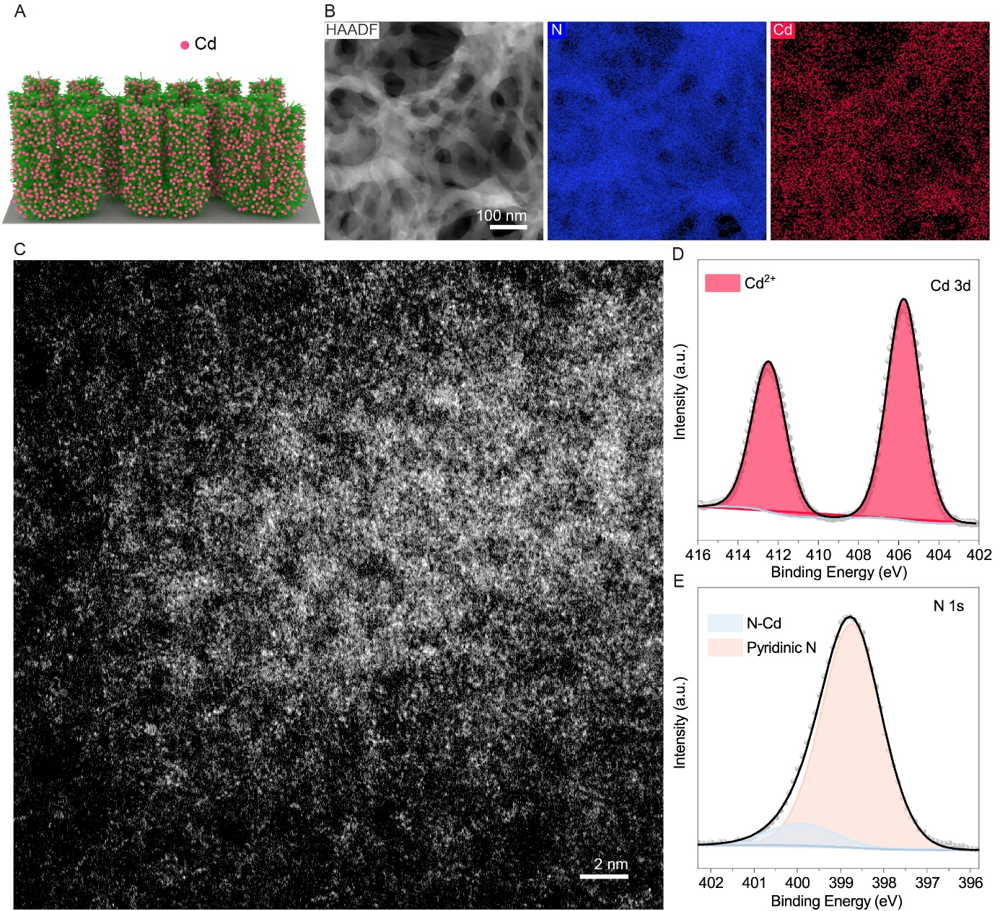 A
Cd
B
HAADF
N
Cd
100 nm
C
2 nm
D
Cd²⁺
Cd 3d
Intensity (a.u.)
416 414 412 410 408 406 404 402
Binding Energy (eV)
E
N 1s
N-Cd
Pyridinic N
Intensity (a.u.)
402 401 400 399 398 397 396
Binding Energy (eV)